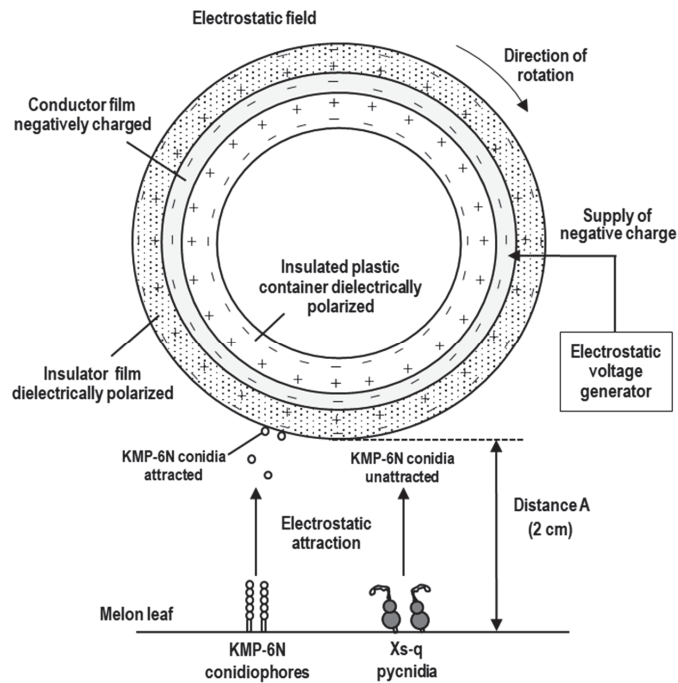 Electrostatic field
Direction of
rotation
Conductor film
negatively charged
Supply of
negative charge
Insulated plastic
container dielectrically
polarized
Insulator film
dielectrically polarized
Electrostatic
voltage
generator
KMP-6N conidia
attracted
KMP-6N conidia
unattracted
Distance A
(2 cm)
Electrostatic
attraction
Melon leaf
KMP-6N
conidiophores
Xs-q
pycnidia